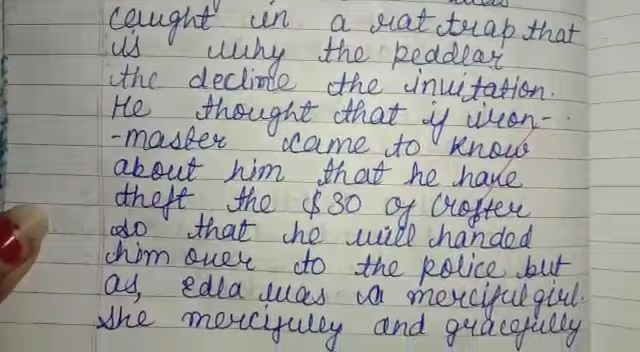 caught in a rat trap that
is why the peddlar
the decline the invitation.
He thought that if iron-
-master came to know
about him that he have
theft the $30 of Crofter
so that he will handed
him over to the police but
as, Edla was a merciful girl.
She mercifully and gracefully